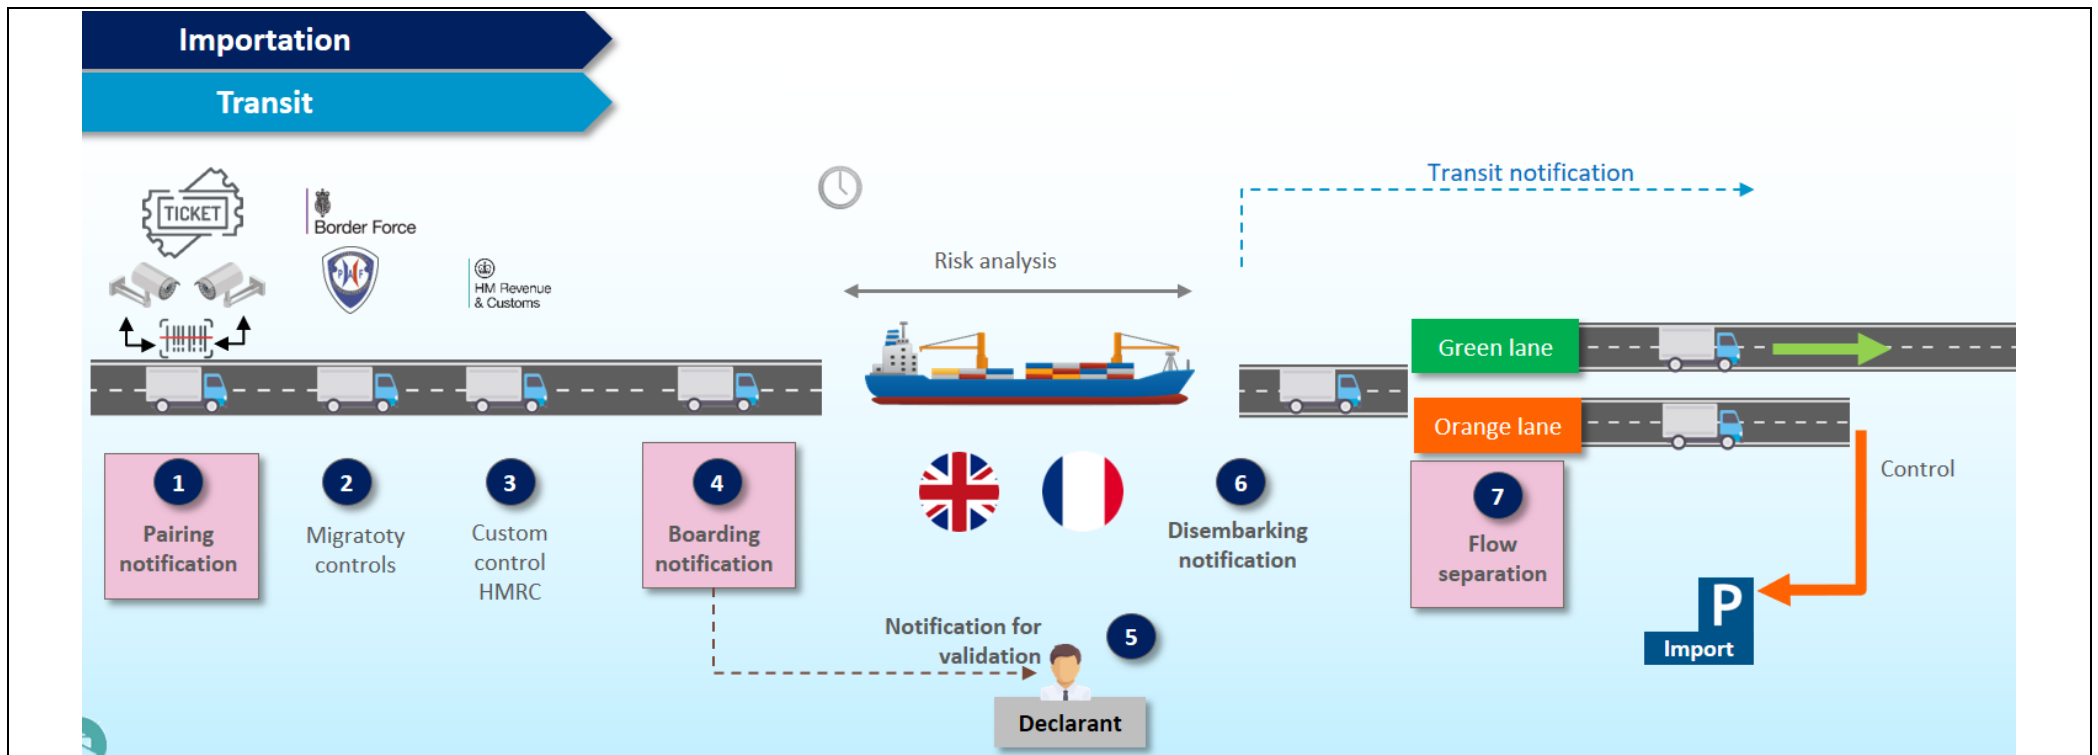 Importation
Transit
TICKET
Border Force
PAF
HM Revenue
& Customs
Risk analysis
Transit notification
Green lane
Orange lane
Control
1
Pairing
notification
2
Migratoty
controls
3
Custom
control
HMRC
4
Boarding
notification
5
Notification for
validation
Declarant
6
Disembarking
notification
7
Flow
separation
P
Import